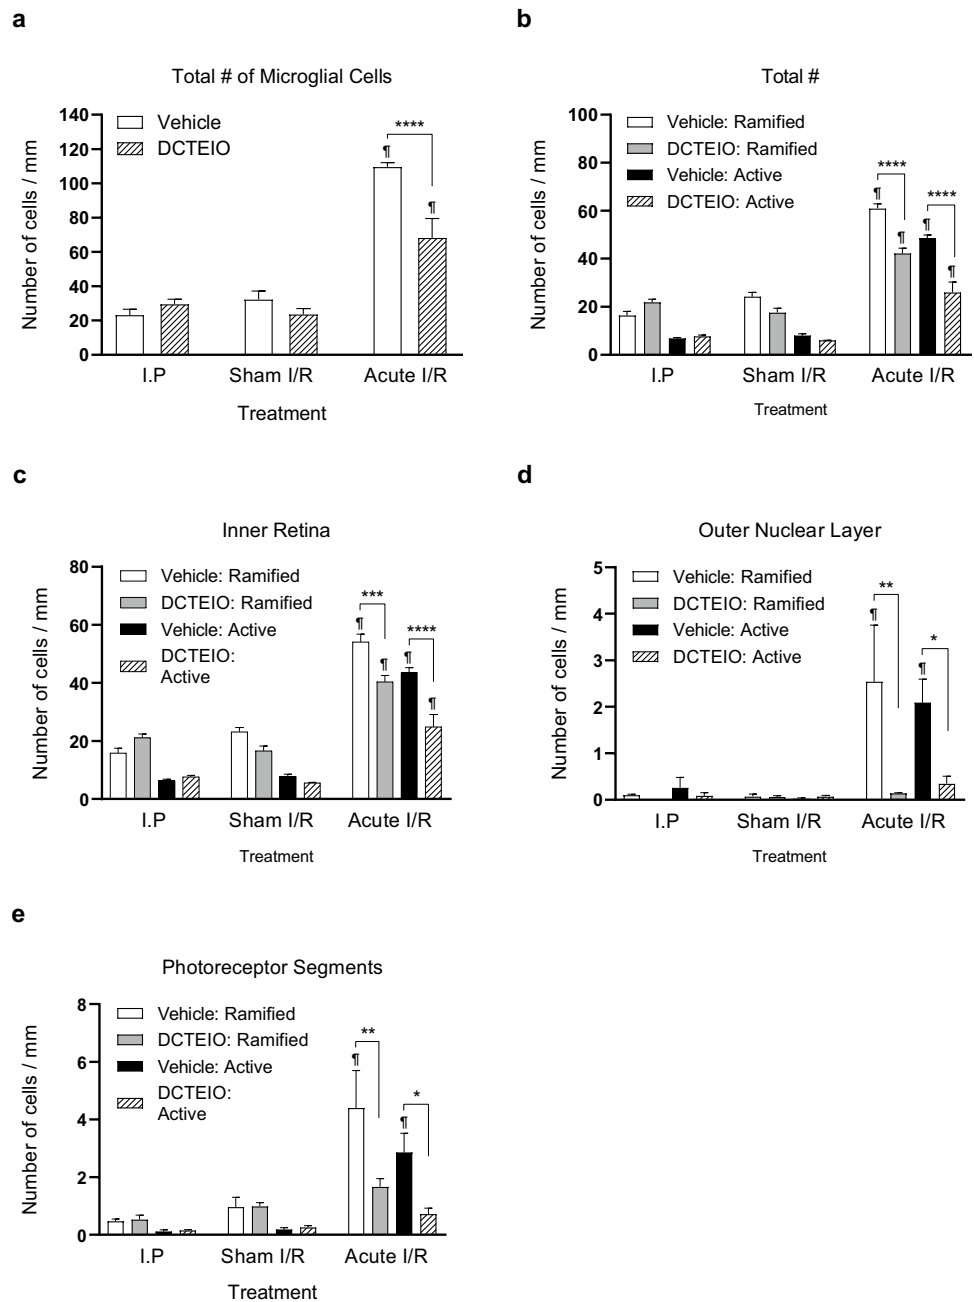 a
Total # of Microglial Cells
Number of cells / mm
140
120
100
80
60
40
20
0
Vehicle
DCTEIO
****
¶
¶
I.P
Sham I/R
Acute I/R
Treatment
b
Total #
Number of cells / mm
100
80
60
40
20
0
Vehicle: Ramified
DCTEIO: Ramified
Vehicle: Active
DCTEIO: Active
****
****
¶
¶
¶
¶
I.P
Sham I/R
Acute I/R
Treatment
c
Inner Retina
Number of cells / mm
80
60
40
20
0
Vehicle: Ramified
DCTEIO: Ramified
Vehicle: Active
DCTEIO:
Active
***
****
¶
¶
¶
¶
I.P
Sham I/R
Acute I/R
Treatment
d
Outer Nuclear Layer
Number of cells / mm
5
4
3
2
1
0
Vehicle: Ramified
DCTEIO: Ramified
Vehicle: Active
DCTEIO: Active
**
*
¶
¶
I.P
Sham I/R
Acute I/R
Treatment
e
Photoreceptor Segments
Number of cells / mm
8
6
4
2
0
Vehicle: Ramified
DCTEIO: Ramified
Vehicle: Active
DCTEIO:
Active
**
*
¶
¶
I.P
Sham I/R
Acute I/R
Treatment